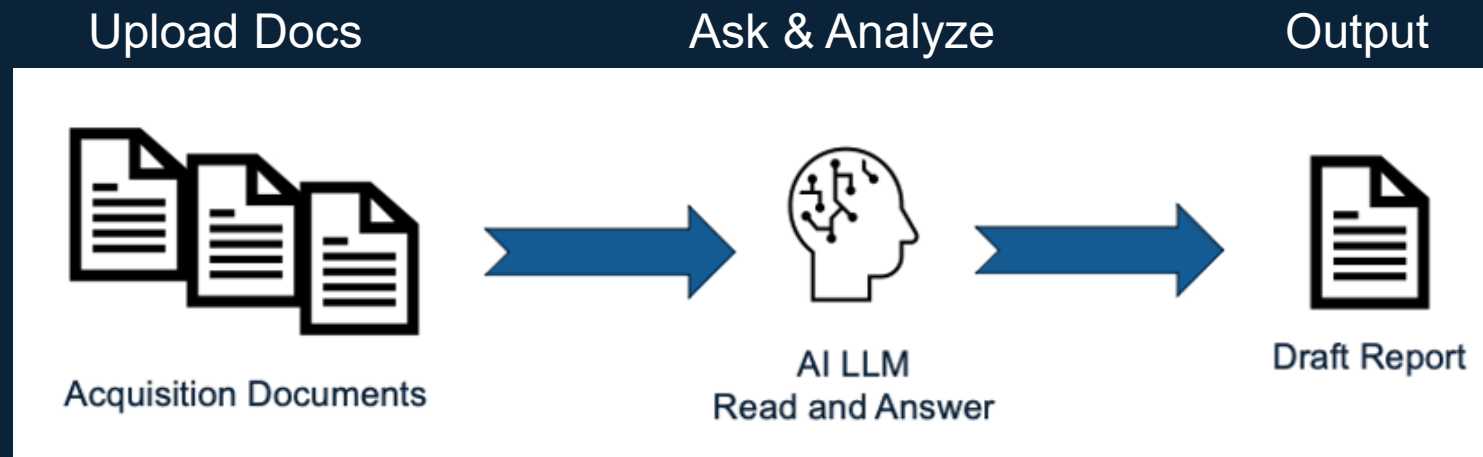 Upload Docs
Ask & Analyze
Output
Acquisition Documents
AI LLM
Read and Answer
Draft Report